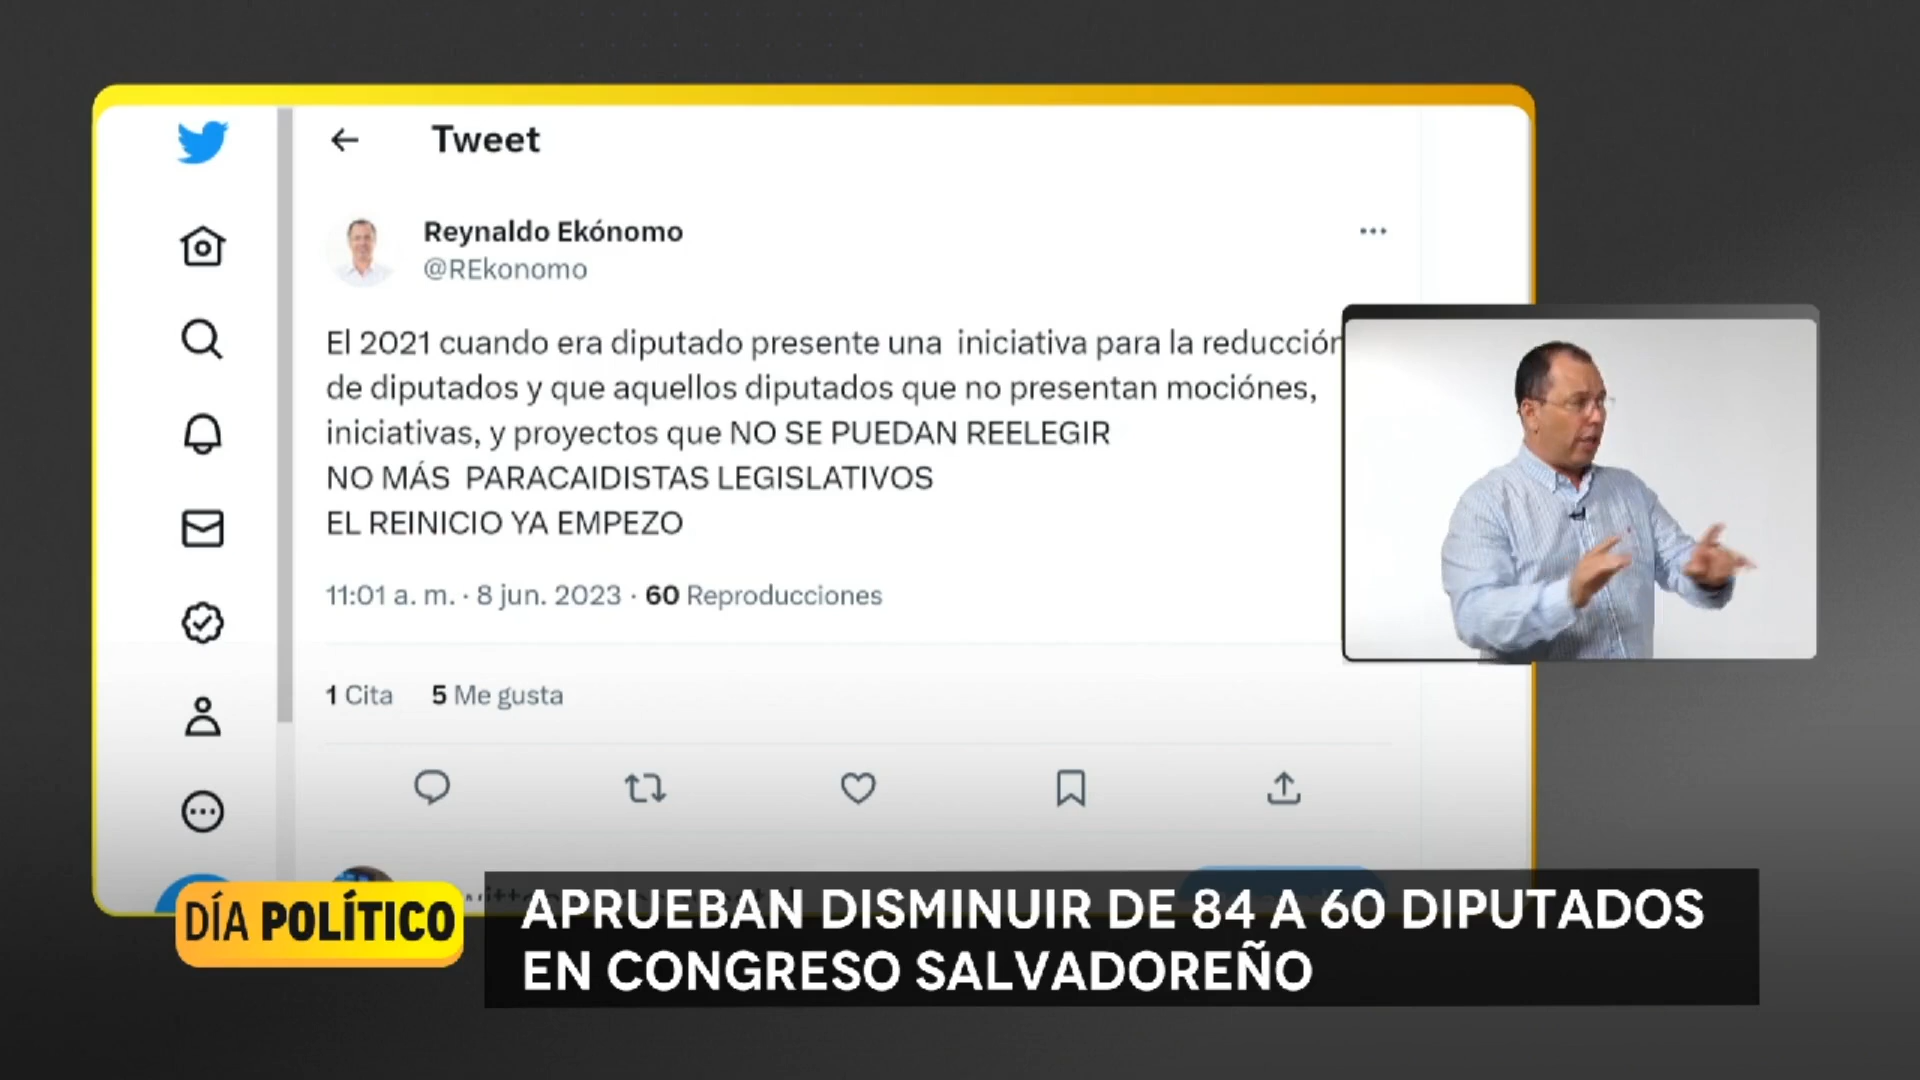 Tweet
Reynaldo Ekónomo
@REkonomo
El 2021 cuando era diputado presente una  iniciativa para la reducción
de diputados y que aquellos diputados que no presentan mociónes,
iniciativas, y proyectos que NO SE PUEDAN REELEGIR
NO MÁS  PARACAIDISTAS LEGISLATIVOS
EL REINICIO YA EMPEZO
11:01 a. m. · 8 jun. 2023 · 60 Reproducciones
1 Cita 5 Me gusta
DÍA POLÍTICO
APRUEBAN DISMINUIR DE 84 A 60 DIPUTADOS
EN CONGRESO SALVADOREÑO